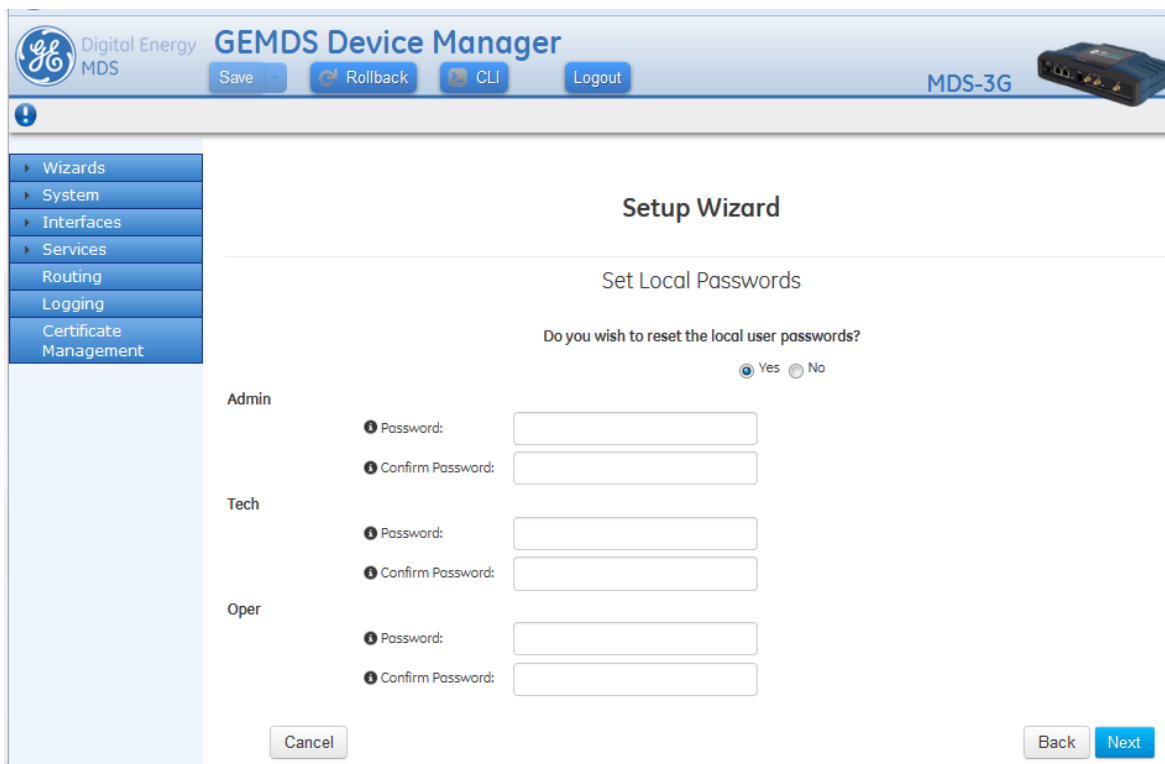 Digital Energy
MDS
GEMDS Device Manager
Save
Rollback
CLI
Logout
MDS-3G
Wizards
System
Interfaces
Services
Routing
Logging
Certificate
Management
Setup Wizard
Set Local Passwords
Do you wish to reset the local user passwords?
Yes No
Admin
Password:
Confirm Password:
Tech
Password:
Confirm Password:
Oper
Password:
Confirm Password:
Cancel
Back
Next